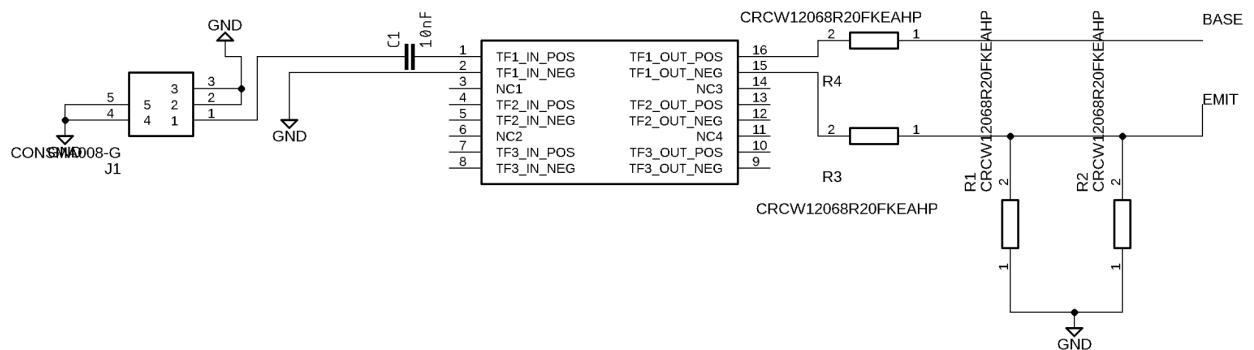 CRCW12068R20FKEAHP
BASE
GND
C1
10nF
2
1
1
TF1_IN_POS
TF1_OUT_POS
16
2
TF1_IN_NEG
TF1_OUT_NEG
15
3
NC1
NC3
14
R4
4
TF2_IN_POS
TF2_OUT_POS
13
5
TF2_IN_NEG
TF2_OUT_NEG
12
6
NC2
NC4
11
7
TF3_IN_POS
TF3_OUT_POS
10
8
TF3_IN_NEG
TF3_OUT_NEG
9
3
3
5
5
2
2
4
4
1
1
GND
GND
CONSMA008-G
J1
EMIT
2
1
R3
CRCW12068R20FKEAHP
R1
CRCW12068R20FKEAHP
2
1
R2
CRCW12068R20FKEAHP
2
1
GND